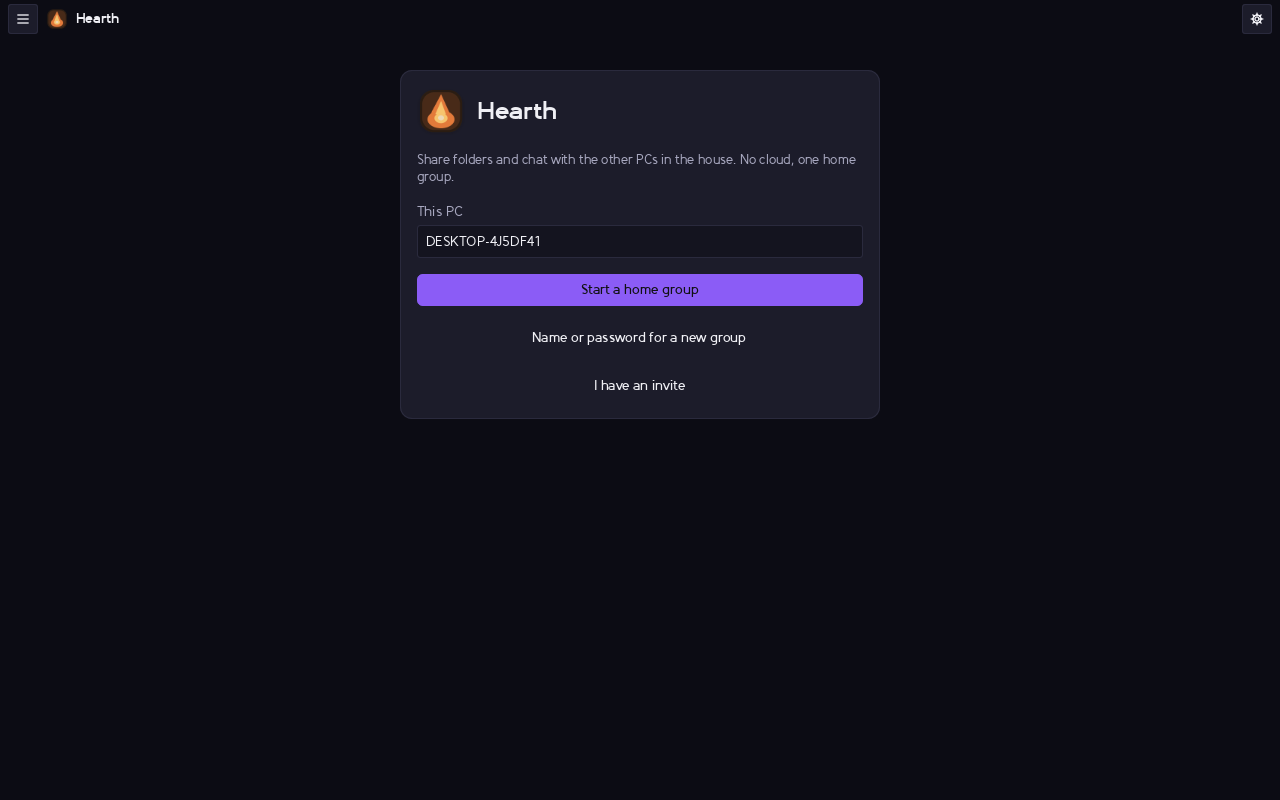 Hearth
Hearth
Share folders and chat with the other PCs in the house. No cloud, one home
group.
This PC
DESKTOP-4J5DF41
Start a home group
Name or password for a new group
I have an invite